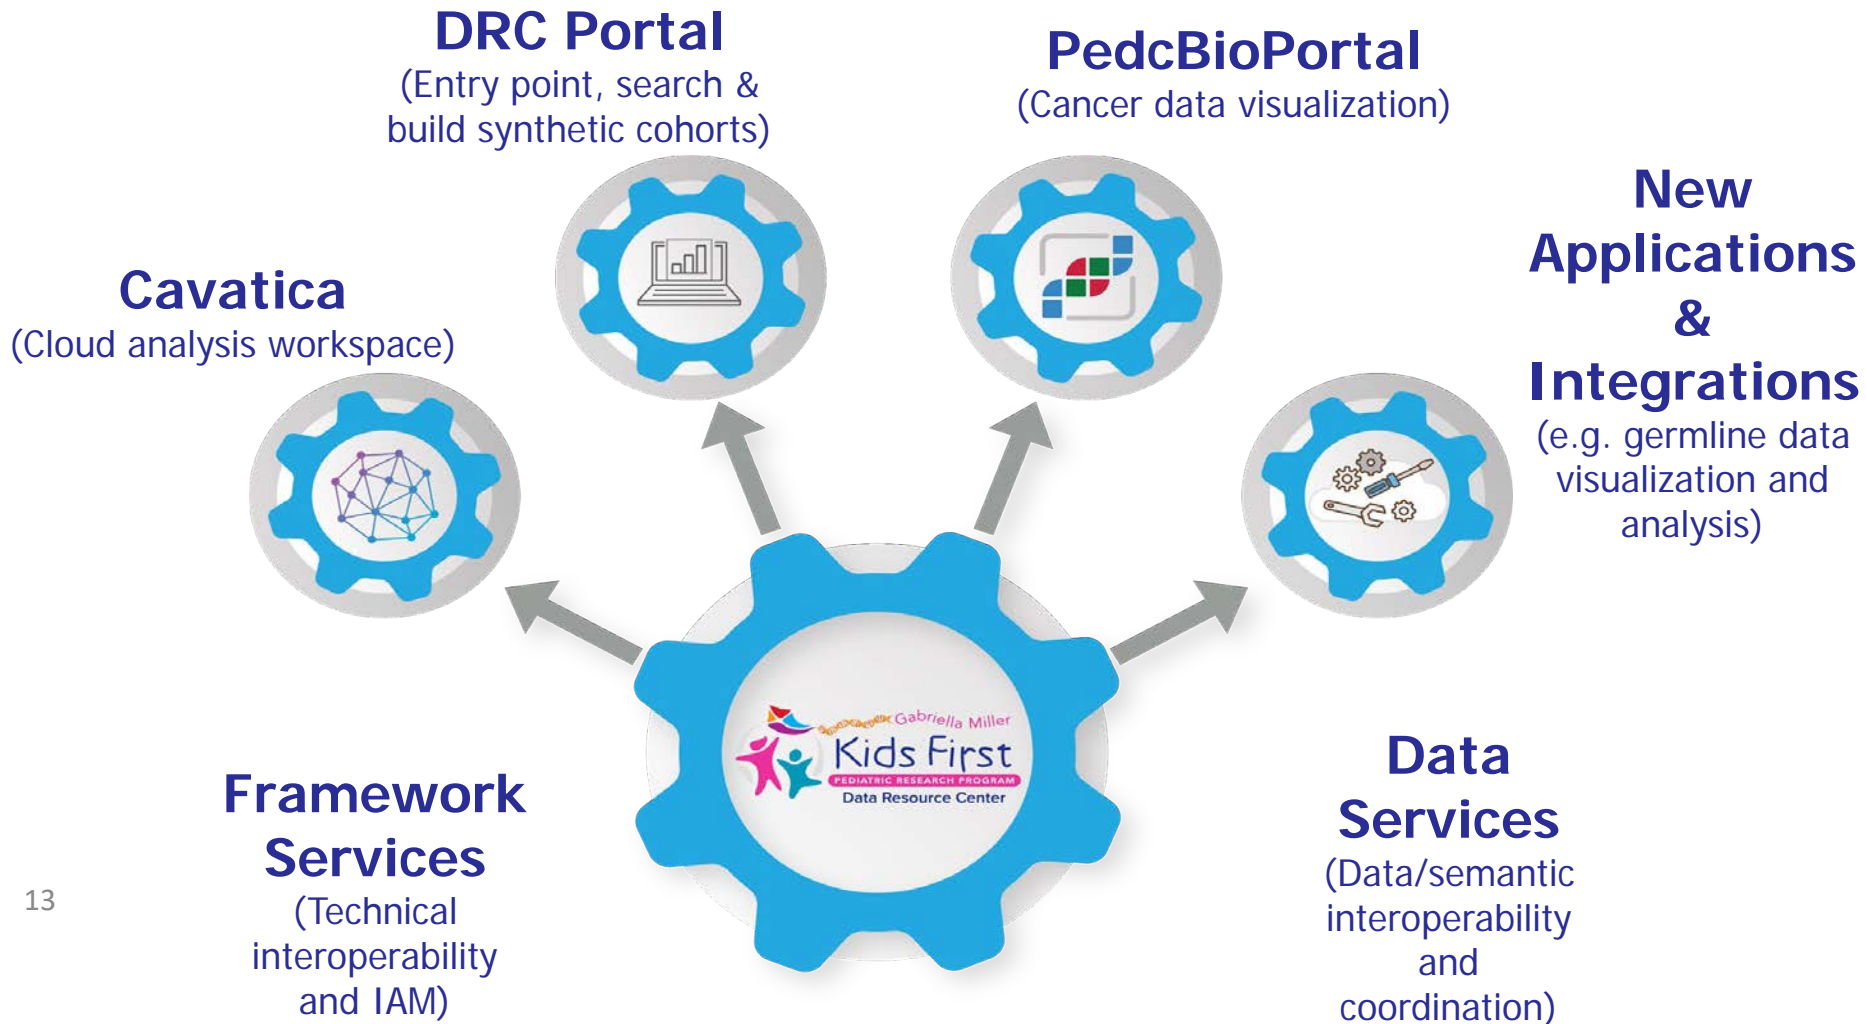 DRC Portal
(Entry point, search &
build synthetic cohorts)
PedcBioPortal
(Cancer data visualization)
Cavatica
(Cloud analysis workspace)
New
Applications
&
Integrations
(e.g. germline data
visualization and
analysis)
Gabriella Miller
Kids First
PEDIATRIC RESEARCH PROGRAM
Data Resource Center
Framework
Services
(Technical
interoperability
and IAM)
Data
Services
(Data/semantic
interoperability
and
coordination)
13